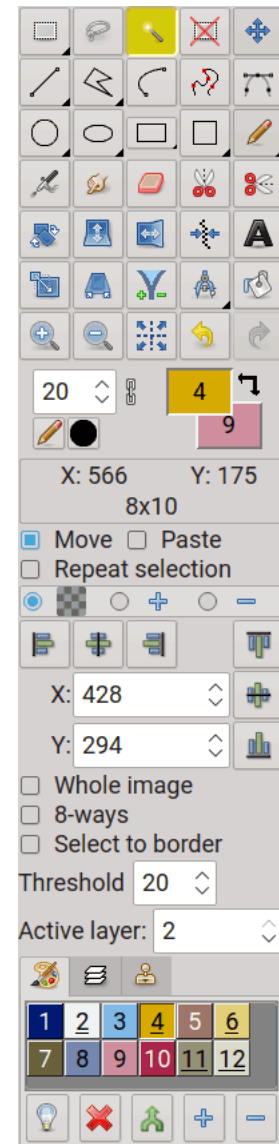 A
20
4
9
X: 566 Y: 175
8x10
Move Paste
Repeat selection
X: 428
Y: 294
Whole image
8-ways
Select to border
Threshold 20
Active layer: 2
1 2 3 4 5 6
7 8 9 10 11 12